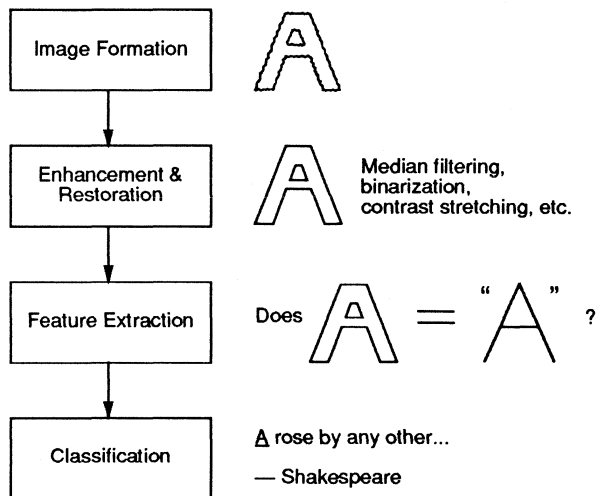 Image Formation
A
Enhancement &
Restoration
A
Median filtering,
binarization,
contrast stretching, etc.
Feature Extraction
Does A = “A” ?
Classification
A rose by any other...
— Shakespeare